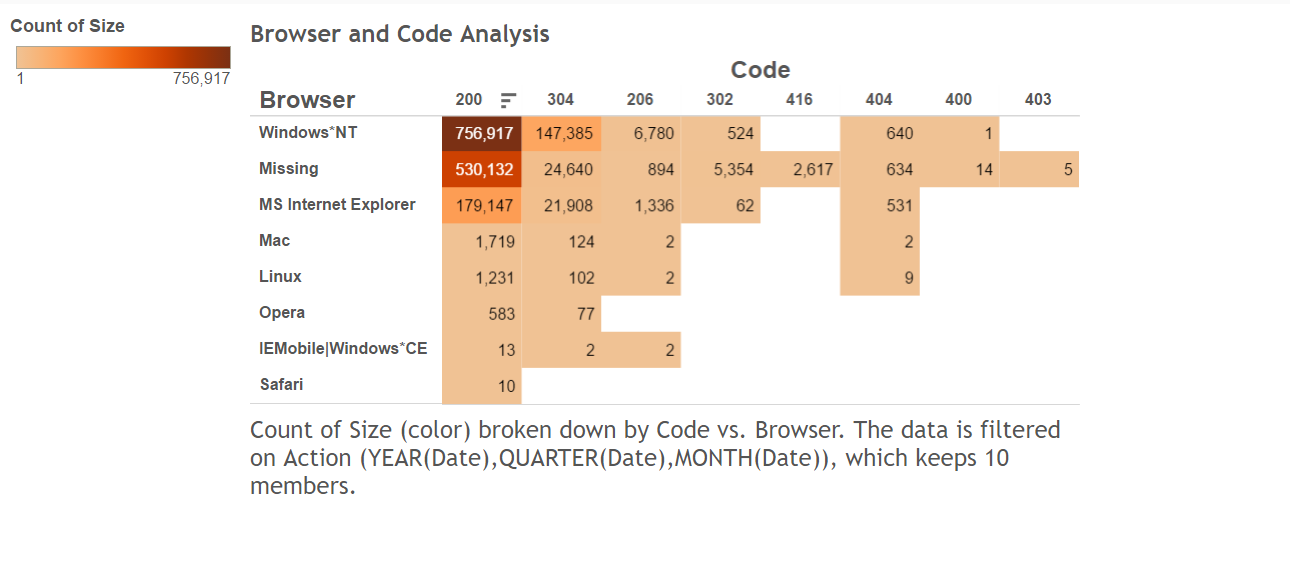 Count of Size
1 756,917
Browser and Code Analysis
Code
Browser 200 304 206 302 416 404 400 403
Windows*NT 756,917 147,385 6,780 524 640 1
Missing 530,132 24,640 894 5,354 2,617 634 14 5
MS Internet Explorer 179,147 21,908 1,336 62 531
Mac 1,719 124 2 2
Linux 1,231 102 2 9
Opera 583 77
IEMobile|Windows*CE 13 2 2
Safari 10
Count of Size (color) broken down by Code vs. Browser. The data is filtered
on Action (YEAR(Date),QUARTER(Date),MONTH(Date)), which keeps 10
members.